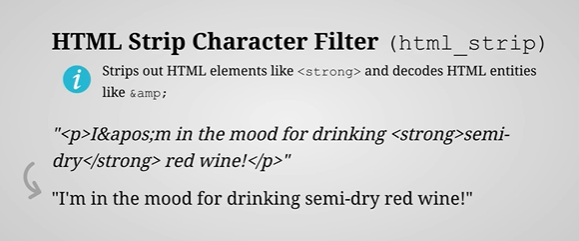 HTML Strip Character Filter (html_strip)
i Strips out HTML elements like <strong> and decodes HTML entities
like &amp;
"<p>I&apos;m in the mood for drinking <strong>semi-
dry</strong> red wine!</p>"
"I'm in the mood for drinking semi-dry red wine!"